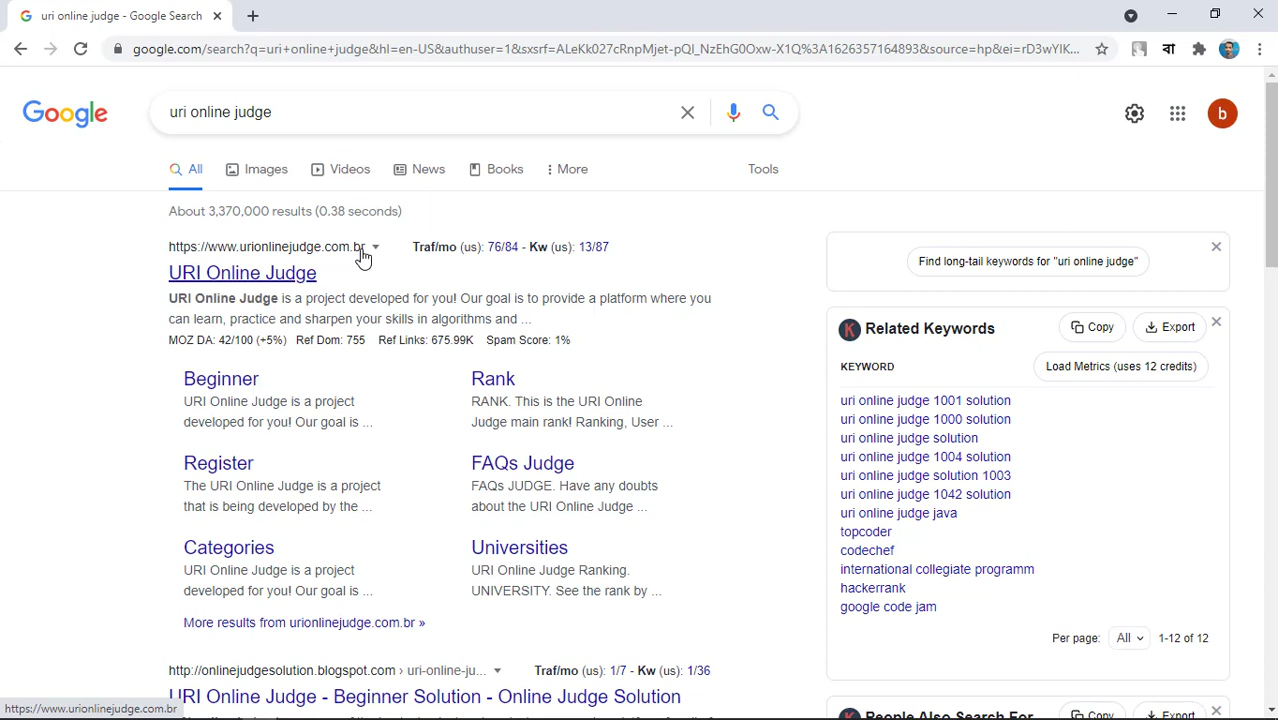 uri online judge - Google Search
google.com/search?q=uri+online+judge&hl=en-US&authuser=1&sxsrf=ALeKk027cRnpMjet-pQl_NzEhG0Oxw-X1Q%3A1626357164893&source=hp&ei=rD3wYIK...
বা
Google
uri online judge
b
All
Images
Videos
News
Books
More
Tools
About 3,370,000 results (0.38 seconds)
https://www.urionlinejudge.com.br
Traf/mo (us): 76/84 - Kw (us): 13/87
URI Online Judge
URI Online Judge is a project developed for you! Our goal is to provide a platform where you
can learn, practice and sharpen your skills in algorithms and ...
MOZ DA: 42/100 (+5%) Ref Dom: 755 Ref Links: 675.99K Spam Score: 1%
Beginner
URI Online Judge is a project
developed for you! Our goal is ...
Rank
RANK. This is the URI Online
Judge main rank! Ranking, User ...
Register
The URI Online Judge is a project
that is being developed by the ...
FAQs Judge
FAQs JUDGE. Have any doubts
about the URI Online Judge ...
Categories
URI Online Judge is a project
developed for you! Our goal is ...
Universities
URI Online Judge Ranking.
UNIVERSITY. See the rank by ...
More results from urionlinejudge.com.br »
http://onlinejudgesolution.blogspot.com › uri-online-ju...
Traf/mo (us): 1/7 - Kw (us): 1/36
URI Online Judge - Beginner Solution - Online Judge Solution
https://www.urionlinejudge.com.br
Find long-tail keywords for "uri online judge"
K
Related Keywords
Copy
Export
KEYWORD
Load Metrics (uses 12 credits)
uri online judge 1001 solution
uri online judge 1000 solution
uri online judge solution
uri online judge 1004 solution
uri online judge solution 1003
uri online judge 1042 solution
uri online judge java
topcoder
codechef
international collegiate programm
hackerrank
google code jam
Per page: All 1-12 of 12
People Also Search For
Copy
Export